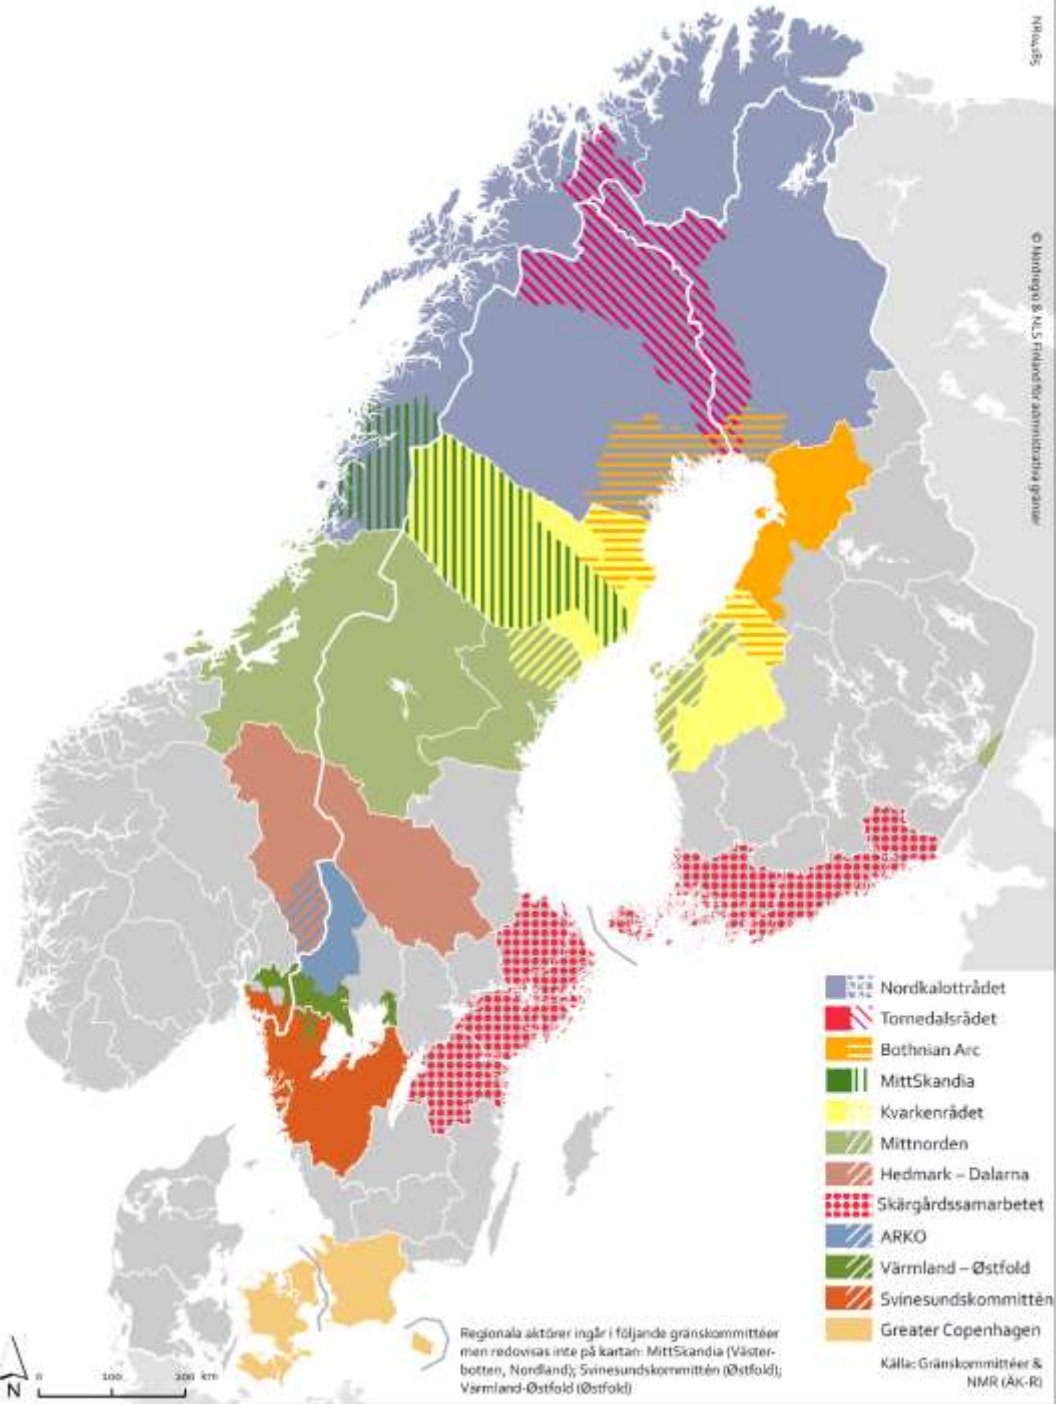 NR04185
© Nordregio & NLS Finland för administrativa gränser
Nordkalottrådet
Tornedalsrådet
Bothnian Arc
MittSkandia
Kvarkenrådet
Mittnorden
Hedmark – Dalarna
Skärgårdssamarbetet
ARKO
Värmland – Østfold
Svinesundskommittén
Greater Copenhagen
Regionala aktörer ingår i följande gränskommittéer
men redovisas inte på kartan: MittSkandia (Väster-
botten, Nordland); Svinesundskommittén (Østfold);
Värmland-Østfold (Østfold)
Källa: Gränskommittéer &
NMR (ÄK-R)
N
0 100 200 km